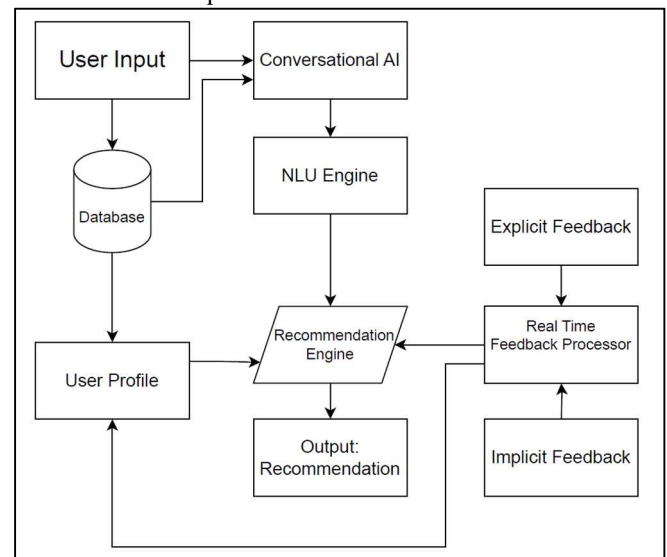 User Input
Conversational AI
NLU Engine
Database
Explicit Feedback
Recommendation
Engine
Real Time
Feedback Processor
User Profile
Output:
Recommendation
Implicit Feedback